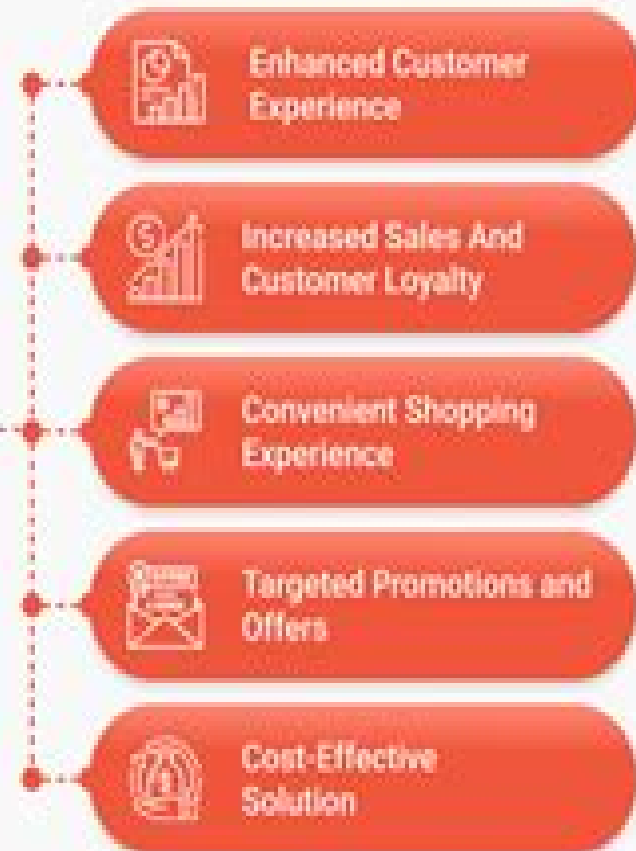 Enhanced Customer
Experience
Increased Sales And
Customer Loyalty
Convenient Shopping
Experience
Targeted Promotions and
Offers
Cost-Effective
Solution